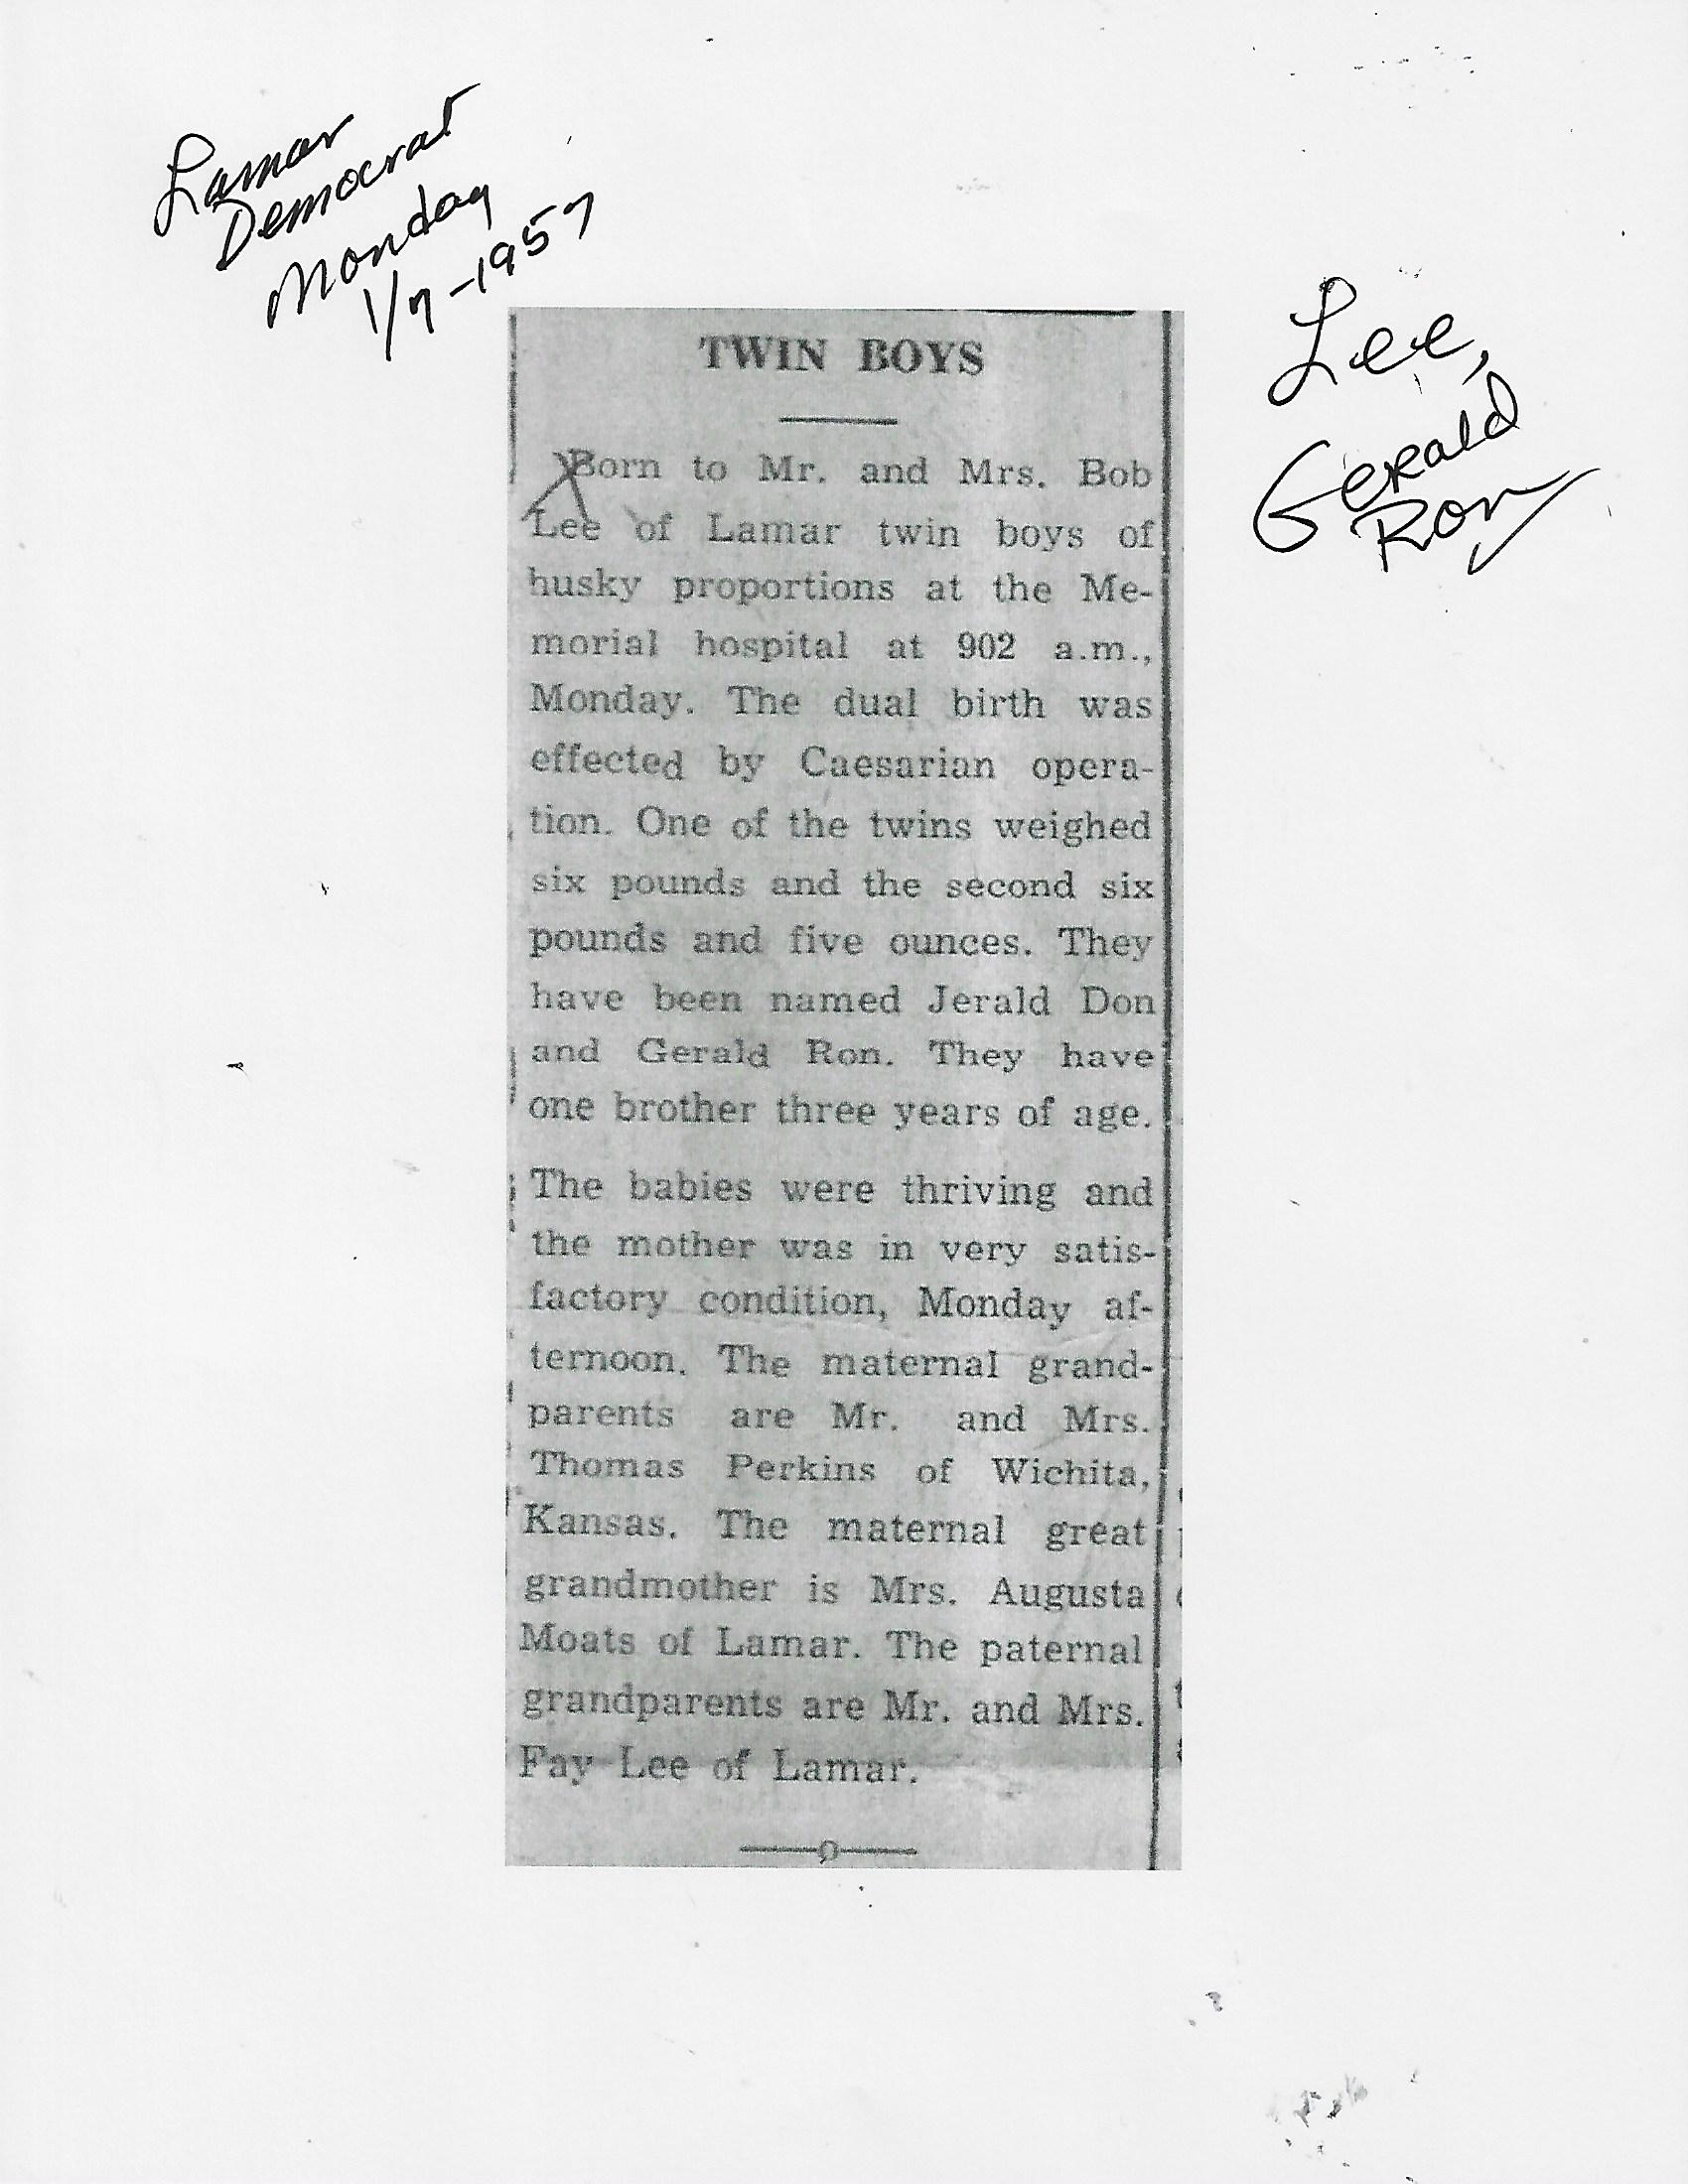 Lamar
Democrat
Monday
1/7-1957
Lee,
Gerald
Ron
TWIN BOYS
Born to Mr. and Mrs. Bob
Lee of Lamar twin boys of
husky proportions at the Me-
morial hospital at 902 a.m.,
Monday. The dual birth was
effected by Caesarian opera-
tion. One of the twins weighed
six pounds and the second six
pounds and five ounces. They
have been named Jerald Don
and Gerald Ron. They have
one brother three years of age.
The babies were thriving and
the mother was in very satis-
factory condition, Monday af-
ternoon. The maternal grand-
parents are Mr. and Mrs.
Thomas Perkins of Wichita,
Kansas. The maternal great
grandmother is Mrs. Augusta
Moats of Lamar. The paternal
grandparents are Mr. and Mrs.
Fay Lee of Lamar.